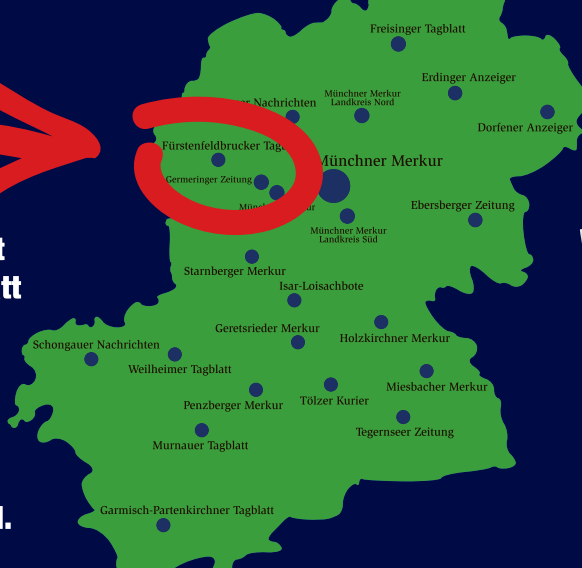 Freisinger Tagblatt
Erdinger Anzeiger
Münchner Merkur
Landkreis Nord
Nachrichten
Dorfener Anzeiger
Fürstenfeldbrucker
Münchner Merkur
Germeringer Zeitung
Ebersberger Zeitung
Münchner Merkur
Landkreis Süd
Starnberger Merkur
Isar-Loisachbote
Geretsrieder Merkur
Holzkirchner Merkur
Schongauer Nachrichten
Weilheimer Tagblatt
Miesbacher Merkur
Penzberger Merkur
Tölzer Kurier
Tegernseer Zeitung
Murnauer Tagblatt
Garmisch-Partenkirchner Tagblatt